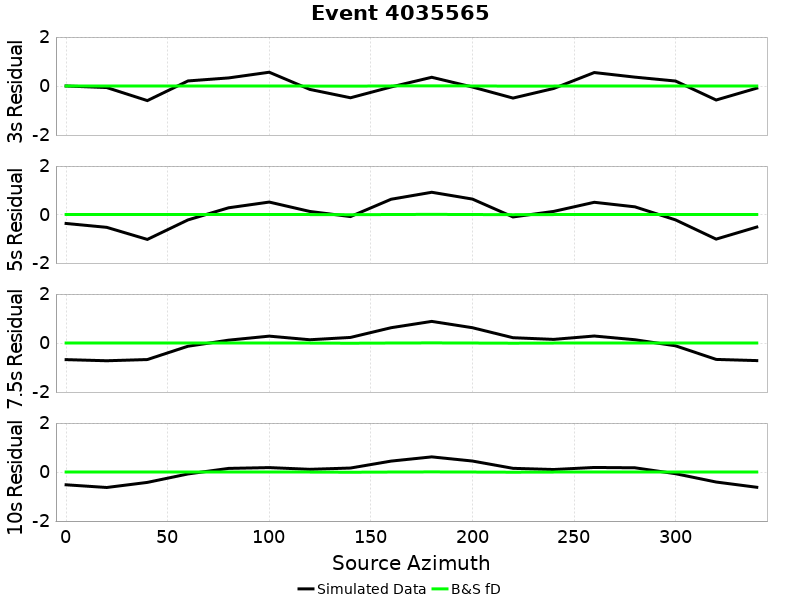 Event 4035565
3s Residual
2
0
-2
5s Residual
2
0
-2
7.5s Residual
2
0
-2
10s Residual
2
0
-2
0 50 100 150 200 250 300
Source Azimuth
Simulated Data B&S fD